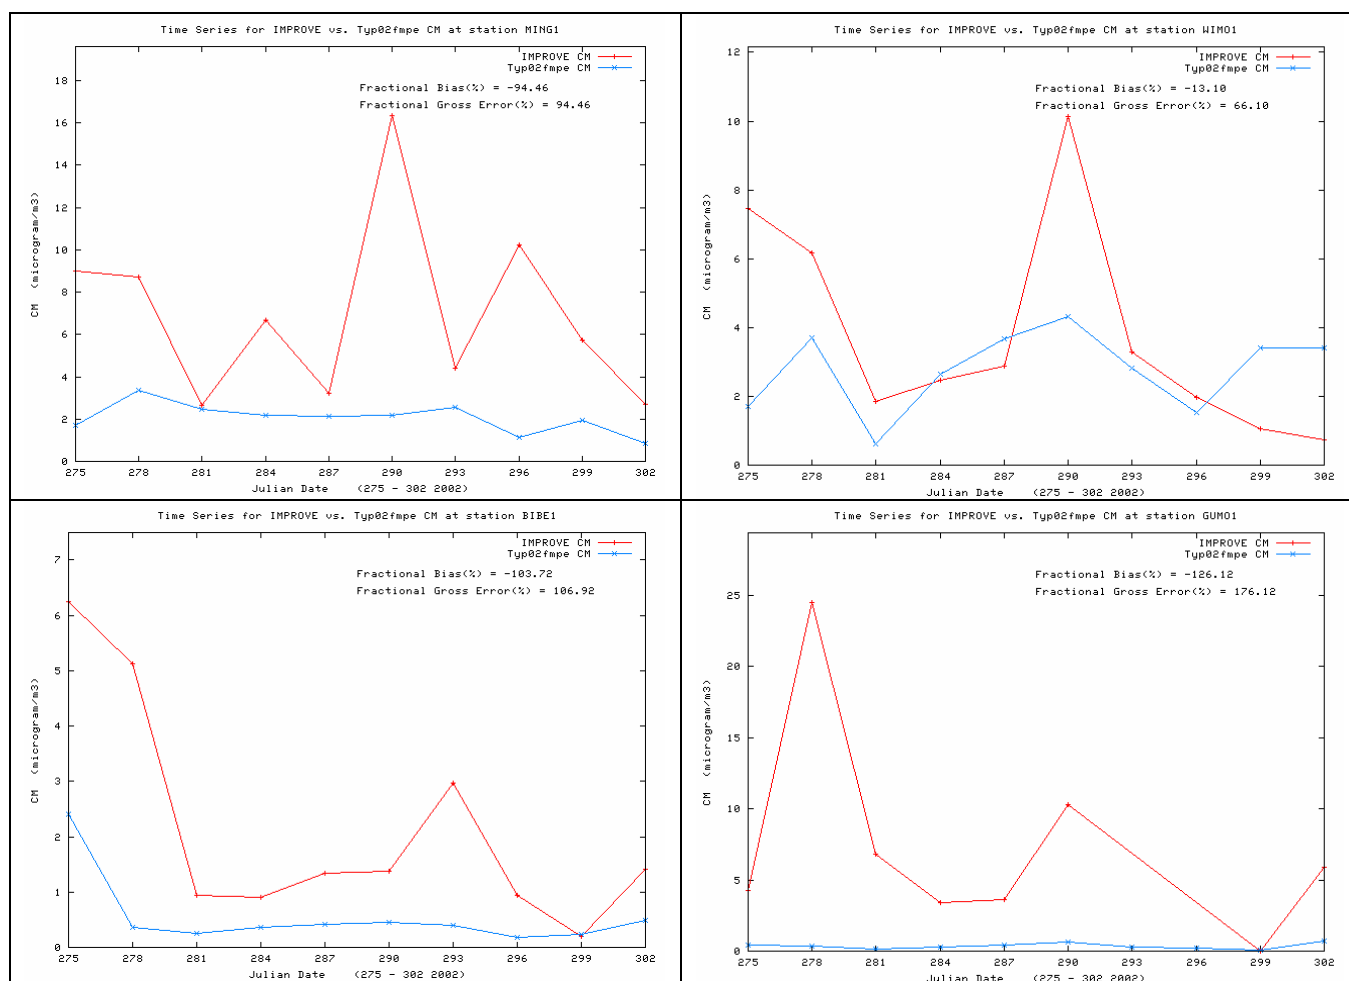 Time Series for IMPROVE vs. Typ02fmpe CM at station MING1
IMPROVE CM
Typ02fmpe CM
Fractional Bias(%) = -94.46
Fractional Gross Error(%) = 94.46
18
16
14
12
10
8
6
4
2
0
CM (microgram/m3)
275 278 281 284 287 290 293 296 299 302
Julian Date (275 - 302 2002)
Time Series for IMPROVE vs. Typ02fmpe CM at station WIMO1
IMPROVE CM
Typ02fmpe CM
Fractional Bias(%) = -13.10
Fractional Gross Error(%) = 66.10
12
10
8
6
4
2
0
CM (microgram/m3)
275 278 281 284 287 290 293 296 299 302
Julian Date (275 - 302 2002)
Time Series for IMPROVE vs. Typ02fmpe CM at station BIBE1
IMPROVE CM
Typ02fmpe CM
Fractional Bias(%) = -103.72
Fractional Gross Error(%) = 106.92
7
6
5
4
3
2
1
0
CM (microgram/m3)
275 278 281 284 287 290 293 296 299 302
Julian Date (275 - 302 2002)
Time Series for IMPROVE vs. Typ02fmpe CM at station GUMO1
IMPROVE CM
Typ02fmpe CM
Fractional Bias(%) = -126.12
Fractional Gross Error(%) = 176.12
25
20
15
10
5
0
CM (microgram/m3)
275 278 281 284 287 290 293 296 299 302
Julian Date (275 - 302 2002)